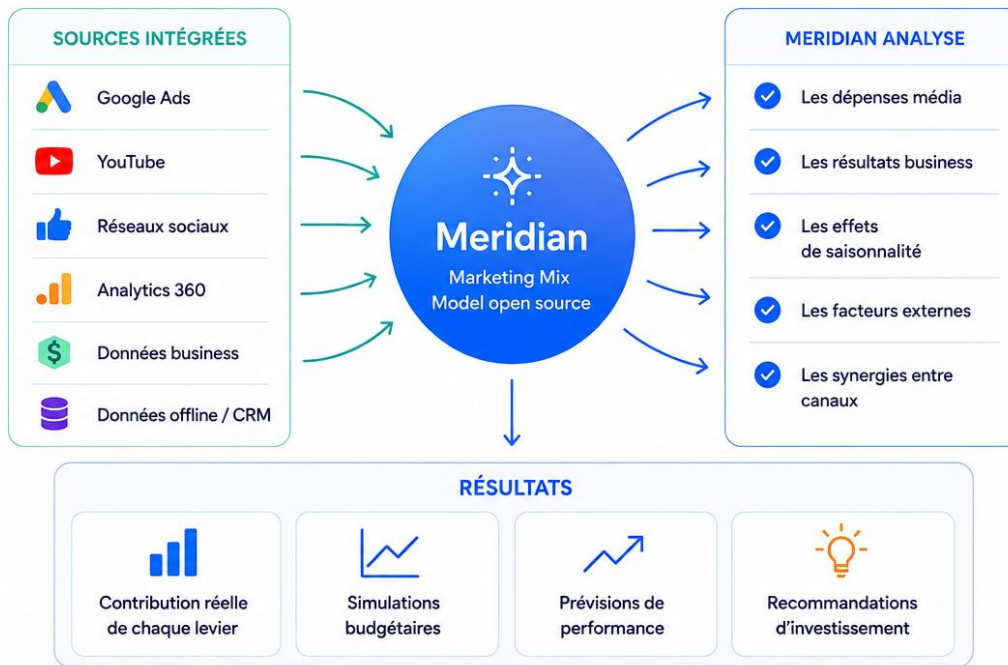 SOURCES INTÉGRÉES
Google Ads
YouTube
Réseaux sociaux
Analytics 360
$
Données business
Données offline / CRM
Meridian
Marketing Mix
Model open source
MERIDIAN ANALYSE
Les dépenses média
Les résultats business
Les effets
de saisonnalité
Les facteurs externes
Les synergies entre
canaux
RÉSULTATS
Contribution réelle
de chaque levier
Simulations
budgétaires
Prévisions de
performance
Recommandations
d’investissement